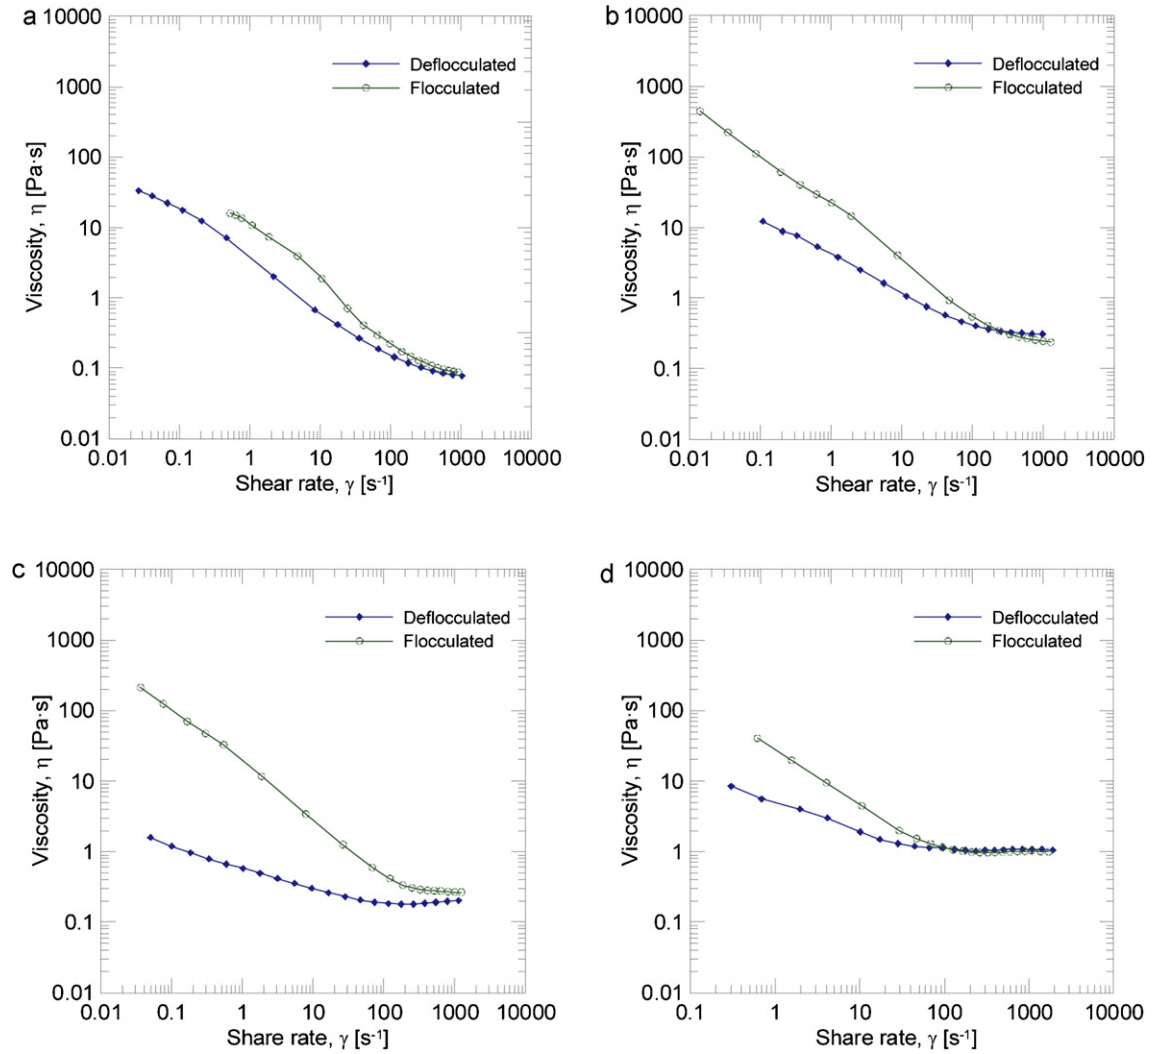 a
10000
1000
100
10
1
0.1
0.01
Viscosity, η [Pa·s]
Deflocculated
Flocculated
0.01 0.1 1 10 100 1000 10000
Shear rate, γ [s-1]
b
10000
1000
100
10
1
0.1
0.01
Viscosity, η [Pa·s]
Deflocculated
Flocculated
0.01 0.1 1 10 100 1000 10000
Shear rate, γ [s-1]
c
10000
1000
100
10
1
0.1
0.01
Viscosity, η [Pa·s]
Deflocculated
Flocculated
0.01 0.1 1 10 100 1000 10000
Share rate, γ [s-1]
d
10000
1000
100
10
1
0.1
0.01
Viscosity, η [Pa·s]
Deflocculated
Flocculated
0.1 1 10 100 1000 10000
Share rate, γ [s-1]